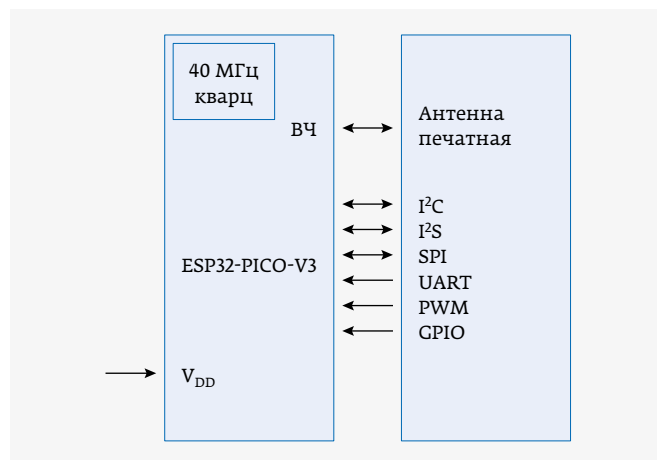 40 МГц
кварц
ВЧ
Антенна
печатная
I²C
I²S
SPI
ESP32-PICO-V3
UART
PWM
GPIO
V_DD